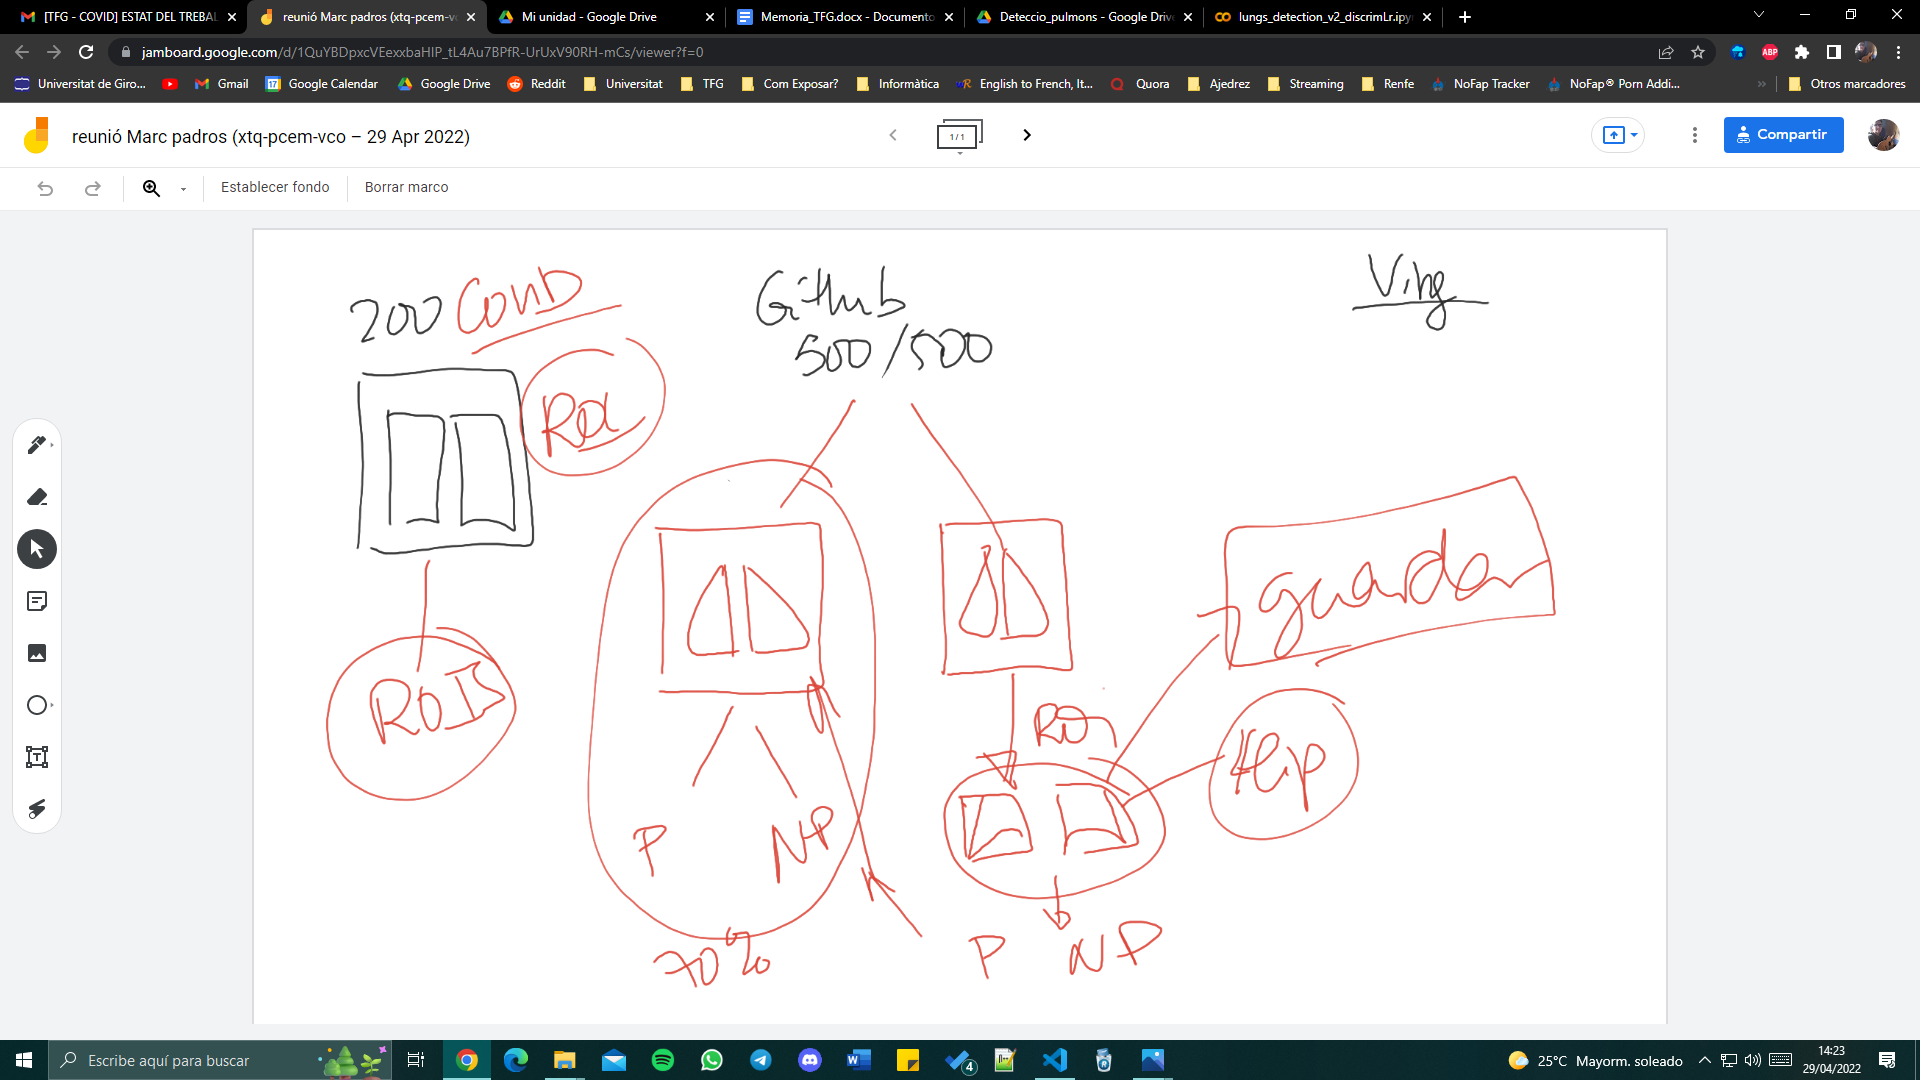 [TFG - COVID] ESTAT DEL TREBAL
reunió Marc padros (xtq-pcem-v
Mi unidad - Google Drive
Memoria_TFG.docx - Documento
Deteccio_pulmons - Google Driv
lungs_detection_v2_discrimLr.ipy
jamboard.google.com/d/1QuYBDpxcVEexxbaHIP_tL4Au7BPfR-UrUxV90RH-mCs/viewer?f=0
ABP
Universitat de Giro...
Gmail
17
Google Calendar
Google Drive
Reddit
Universitat
TFG
Com Exposar?
Informàtica
English to French, It...
Quora
Ajedrez
Streaming
Renfe
NoFap Tracker
NoFap® Porn Addi...
»
Otros marcadores
reunió Marc padros (xtq-pcem-vco – 29 Apr 2022)
1 / 1
Compartir
Establecer fondo
Borrar marco
200 Covid
Github
500/500
ROI
ROIS
P
NP
70%
ROI
P NP
guardar
flip
Escribe aquí para buscar
4
25°C Mayorm. soleado
14:23
29/04/2022